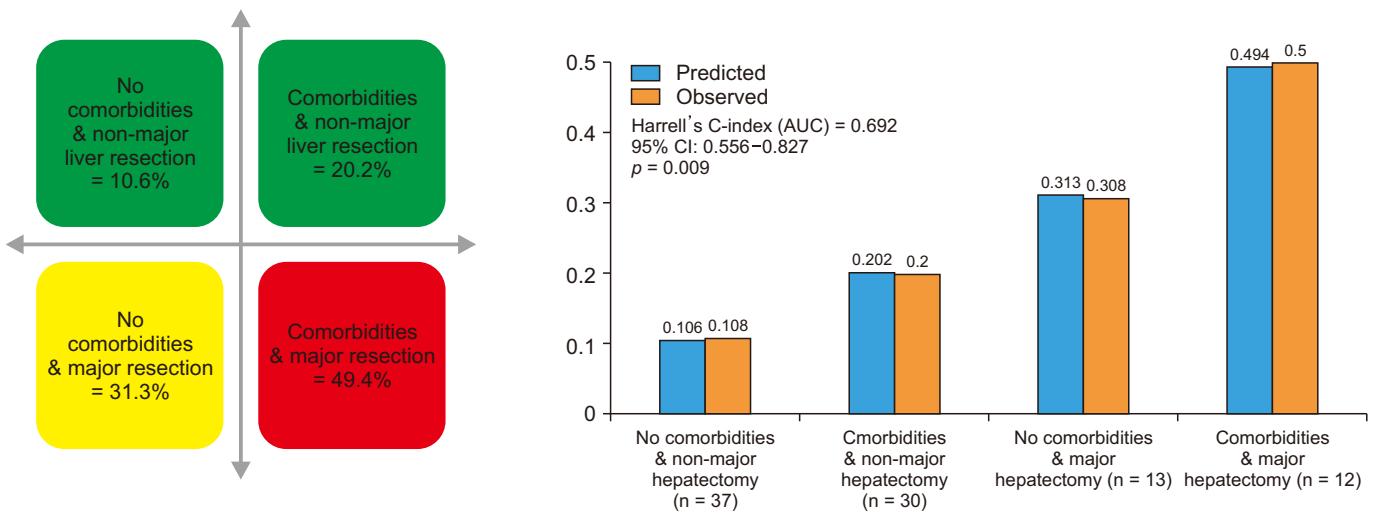 No
comorbidities
& non-major
liver resection
= 10.6%
Comorbidities
& non-major
liver resection
= 20.2%
No
comorbidities
& major resection
= 31.3%
Comorbidities
& major resection
= 49.4%
0.5
0.4
0.3
0.2
0.1
0
Predicted
Observed
Harrell's C-index (AUC) = 0.692
95% CI: 0.556−0.827
p = 0.009
0.106 0.108
0.202 0.2
0.313 0.308
0.494 0.5
No comorbidities
& non-major
hepatectomy
(n = 37)
Cmorbidities
& non-major
hepatectomy
(n = 30)
No comorbidities
& major
hepatectomy (n = 13)
Comorbidities
& major
hepatectomy (n = 12)